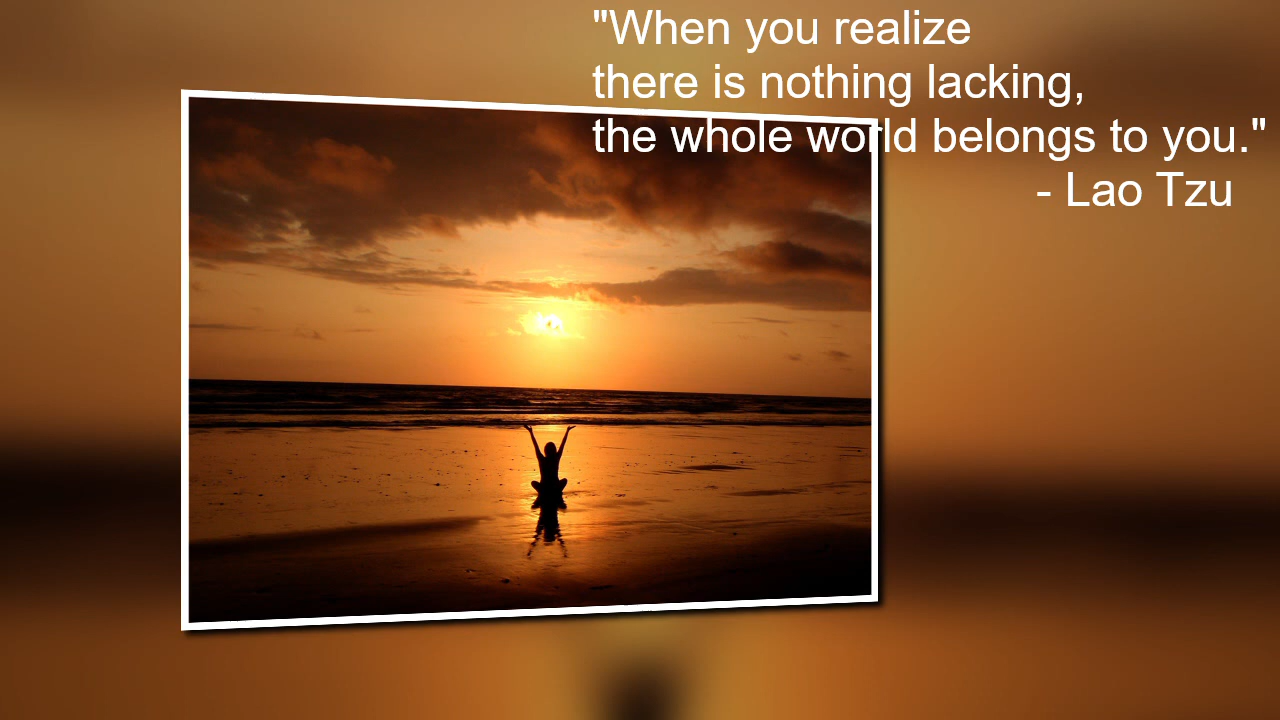 "When you realize
there is nothing lacking,
the whole world belongs to you."
- Lao Tzu